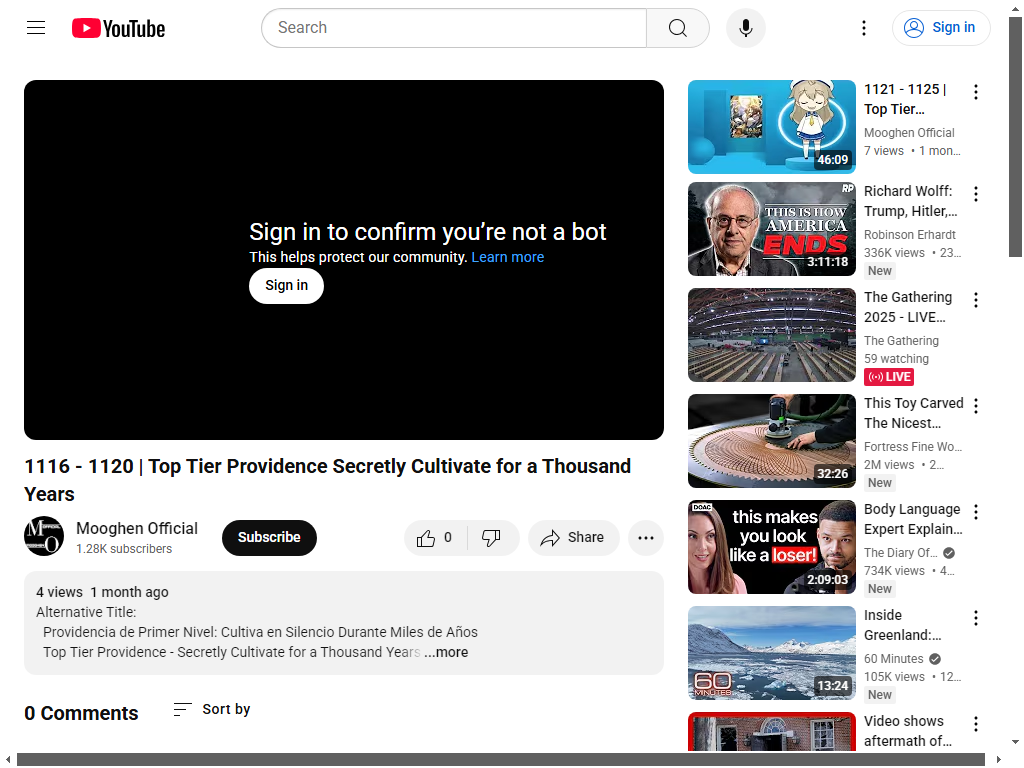 YouTube
Search
Sign in
Sign in to confirm you're not a bot
This helps protect our community. Learn more
Sign in
1116 - 1120 | Top Tier Providence Secretly Cultivate for a Thousand
Years
Mooghen Official
1.28K subscribers
Subscribe
0
Share
4 views 1 month ago
Alternative Title:
Providencia de Primer Nivel: Cultiva en Silencio Durante Miles de Años
Top Tier Providence - Secretly Cultivate for a Thousand Years ...more
0 Comments
Sort by
46:09
1121 - 1125 |
Top Tier...
Mooghen Official
7 views • 1 mon...
RP
THIS IS HOW
AMERICA
ENDS
3:11:18
Richard Wolff:
Trump, Hitler,...
Robinson Erhardt
336K views • 23...
New
The Gathering
2025 - LIVE...
The Gathering
59 watching
LIVE
32:26
This Toy Carved
The Nicest...
Fortress Fine Wo...
2M views • 2...
New
DOAC
this makes
you look
like a loser!
2:09:03
Body Language
Expert Explain...
The Diary Of...
734K views • 4...
New
60
MINUTES
13:24
Inside
Greenland:...
60 Minutes
105K views • 12...
New
Video shows
aftermath of...